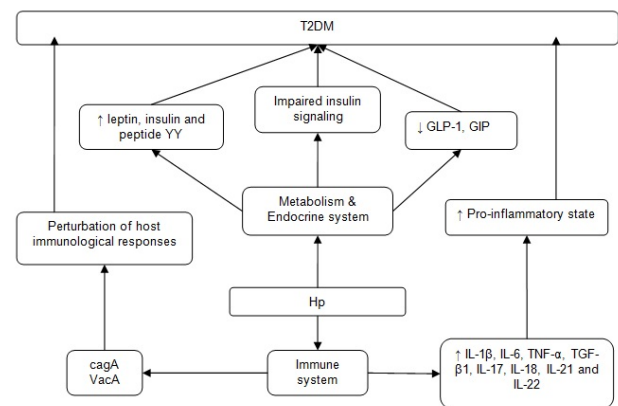 T2DM
↑ leptin, insulin and
peptide YY
Impaired insulin
signaling
↓ GLP-1, GIP
Metabolism &
Endocrine system
Perturbation of host
immunological responses
↑ Pro-inflammatory state
Hp
cagA
VacA
Immune
system
↑ IL-1β, IL-6, TNF-α, TGF-
β1, IL-17, IL-18, IL-21 and
IL-22